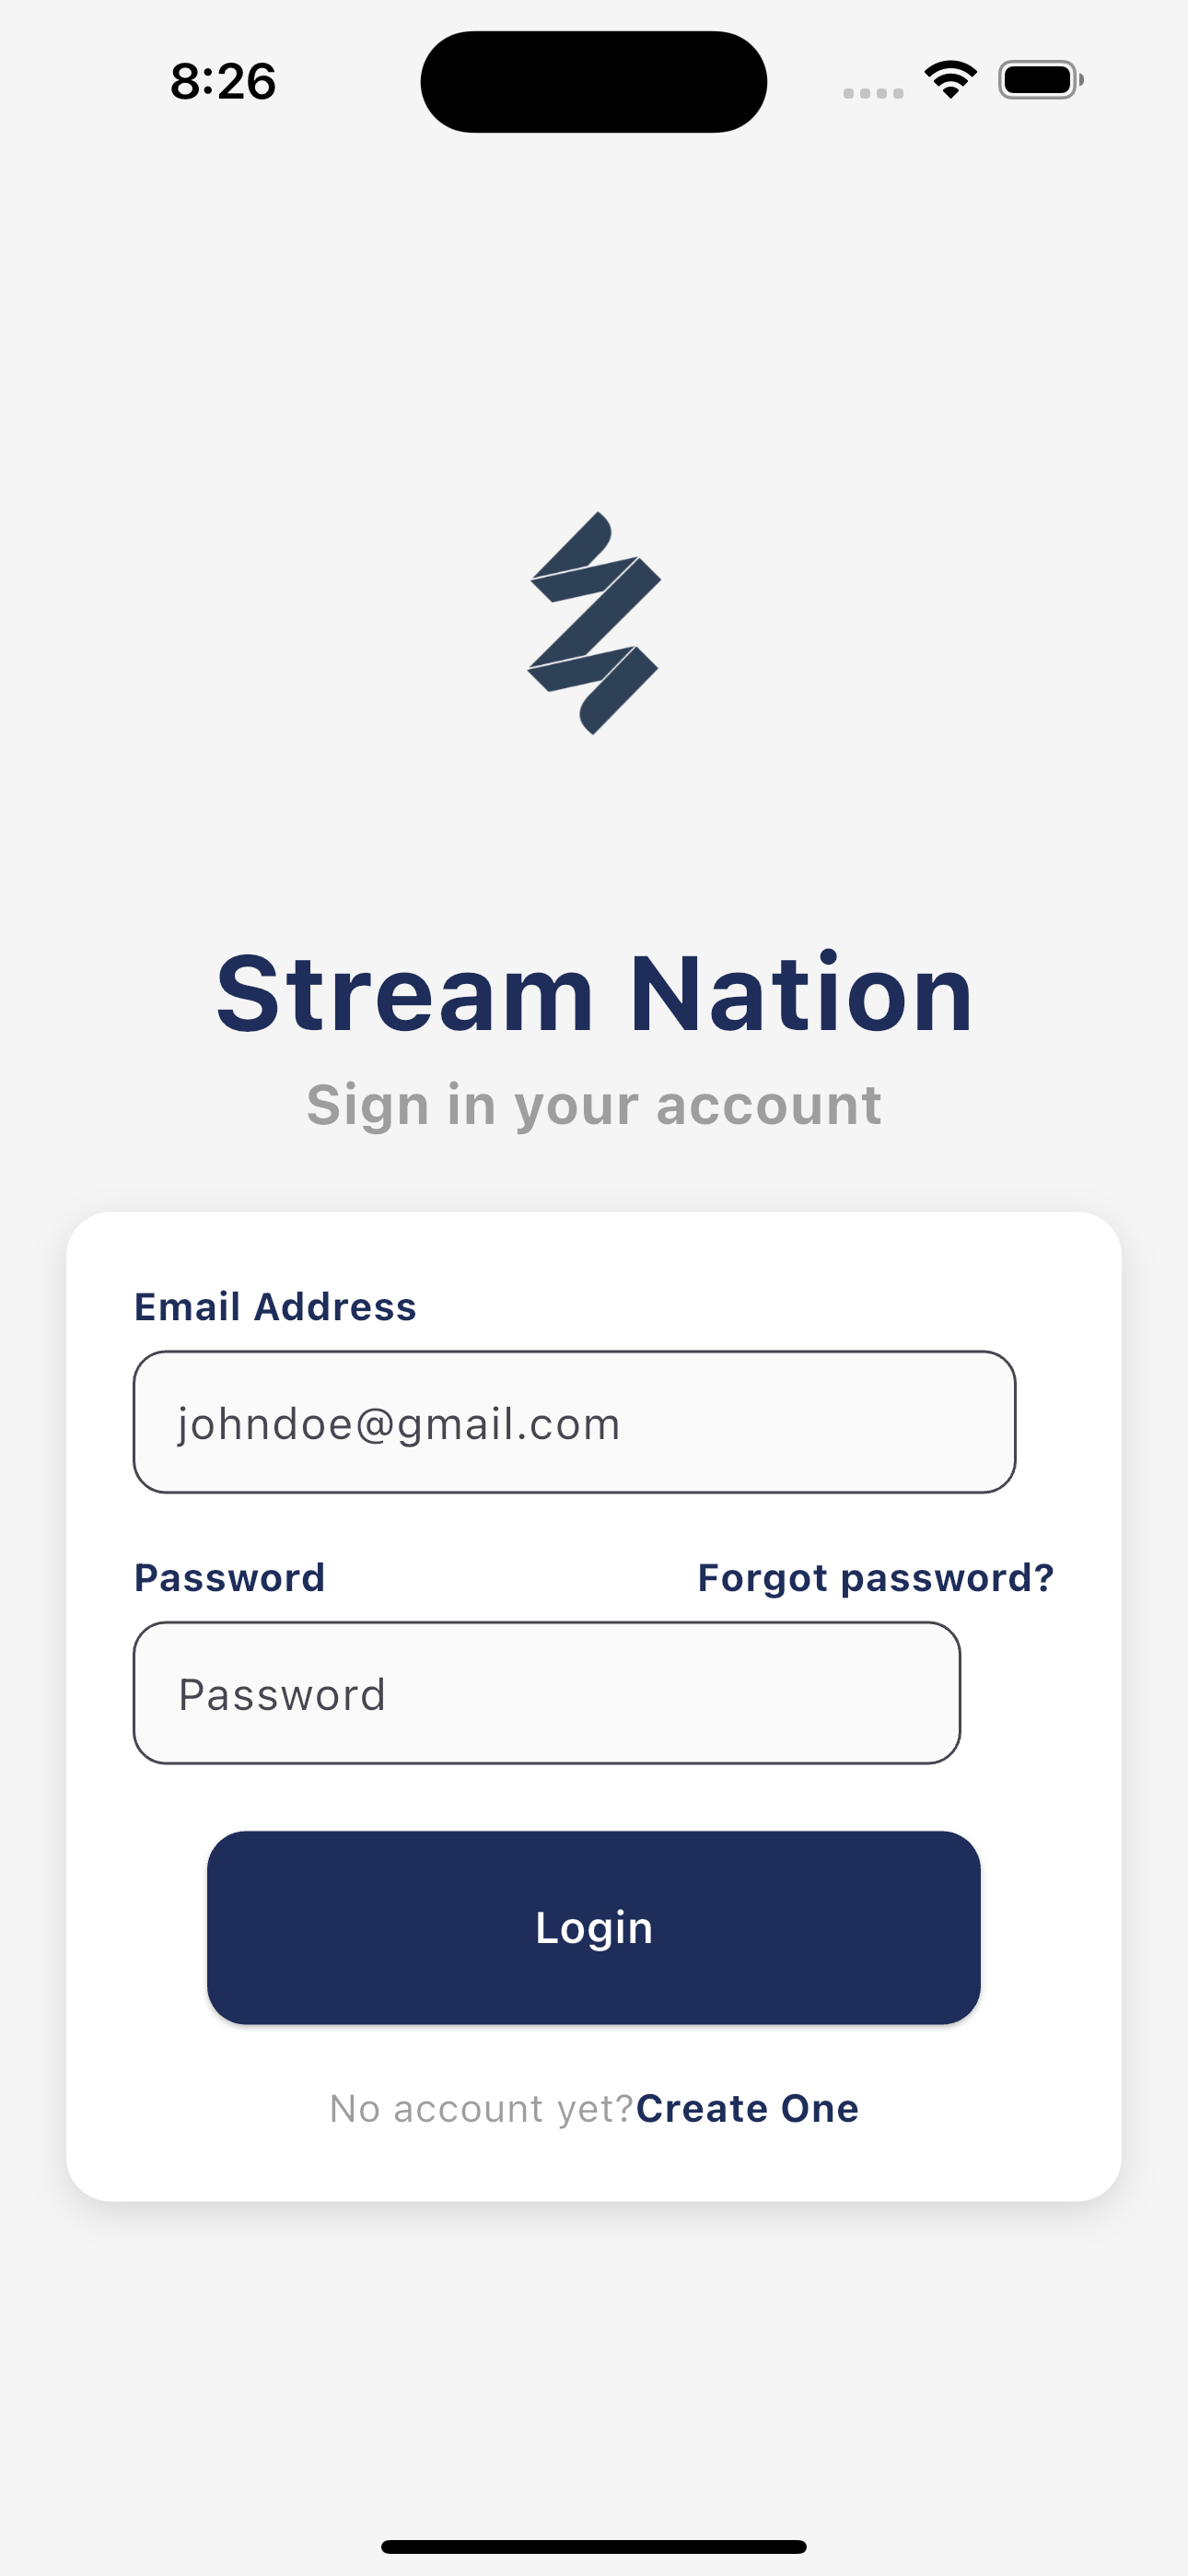 8:26
Stream Nation
Sign in your account
Email Address
johndoe@gmail.com
Password Forgot password?
Password
Login
No account yet?Create One